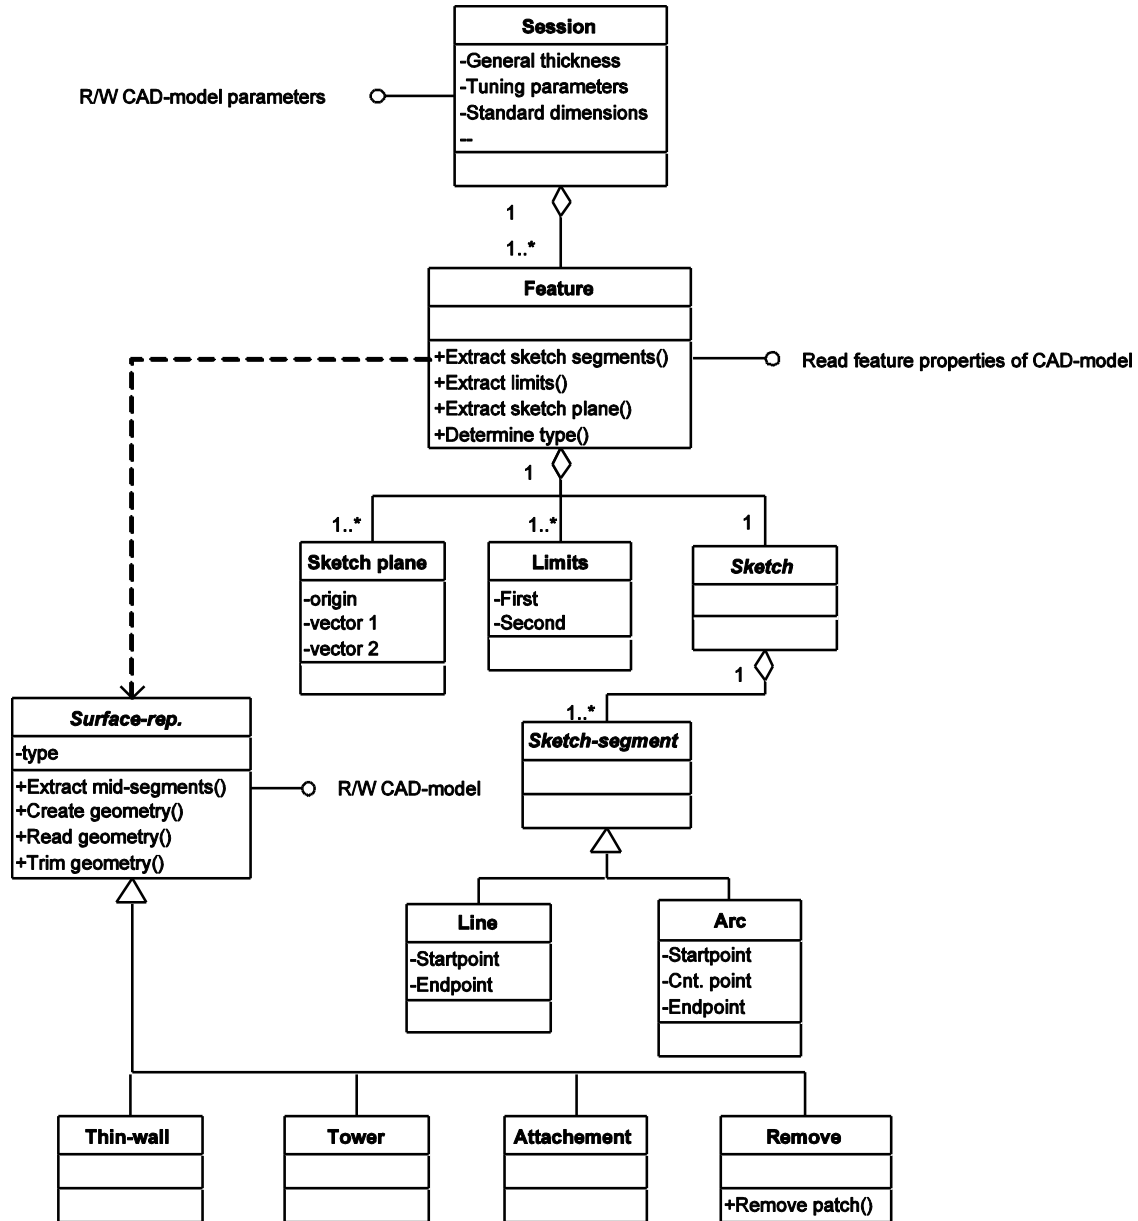 Session
-General thickness
-Tuning parameters
-Standard dimensions
--
R/W CAD-model parameters
1
1..*
Feature
+Extract sketch segments()
+Extract limits()
+Extract sketch plane()
+Determine type()
Read feature properties of CAD-model
1
1..*
1..*
1
Sketch plane
-origin
-vector 1
-vector 2
Limits
-First
-Second
Sketch
1
1..*
Sketch-segment
Surface-rep.
-type
+Extract mid-segments()
+Create geometry()
+Read geometry()
+Trim geometry()
R/W CAD-model
Line
-Startpoint
-Endpoint
Arc
-Startpoint
-Cnt. point
-Endpoint
Thin-wall
Tower
Attachement
Remove
+Remove patch()